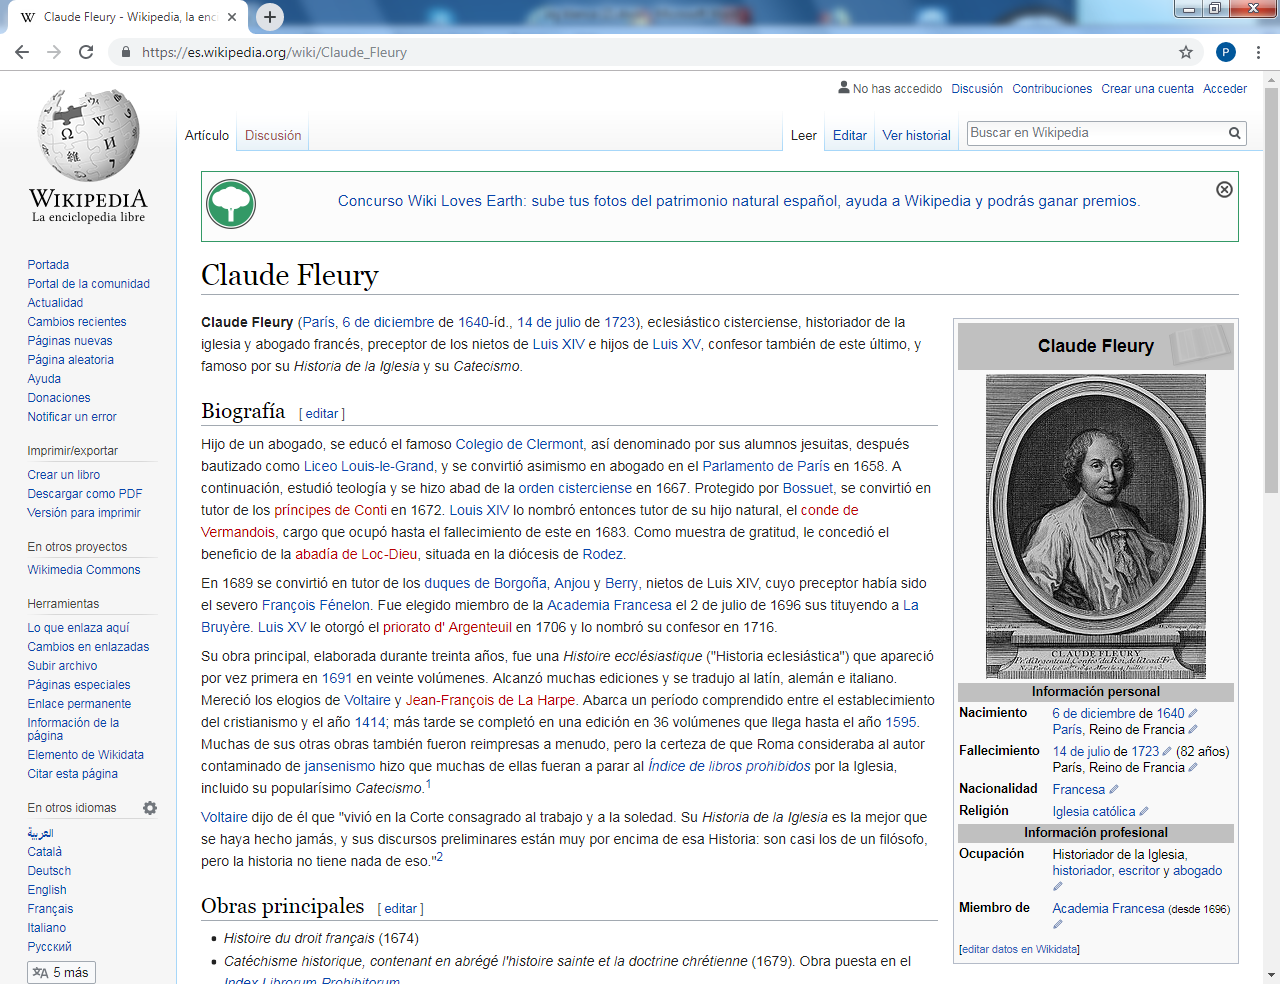 Claude Fleury - Wikipedia, la enc
https://es.wikipedia.org/wiki/Claude_Fleury
P
No han accedido Discusión Contribuciones Crear una cuenta Acceder
Artículo Discusión Leer Editar Ver historial Buscar en Wikipedia
WIKIPEDIA
La enciclopedia libre
Concurso Wiki Loves Earth: sube tus fotos del patrimonio natural español, ayuda a Wikipedia y podrás ganar premios.
Portada
Portal de la comunidad
Actualidad
Cambios recientes
Páginas nuevas
Página aleatoria
Ayuda
Donaciones
Notificar un error
Imprimir/exportar
Crear un libro
Descargar como PDF
Versión para imprimir
En otros proyectos
Wikimedia Commons
Herramientas
Lo que enlaza aquí
Cambios en enlazadas
Subir archivo
Páginas especiales
Enlace permanente
Información de la
página
Elemento de Wikidata
Citar esta página
En otros idiomas
العربية
Català
Deutsch
English
Français
Italiano
Русский
5 más
Claude Fleury
Claude Fleury (París, 6 de diciembre de 1640-íd., 14 de julio de 1723), eclesiástico cisterciense, historiador de la
iglesia y abogado francés, preceptor de los nietos de Luis XIV e hijos de Luis XV, confesor también de este último, y
famoso por su Historia de la Iglesia y su Catecismo.
Biografía [ editar ]
Hijo de un abogado, se educó el famoso Colegio de Clermont, así denominado por sus alumnos jesuitas, después
bautizado como Liceo Louis-le-Grand, y se convirtió asimismo en abogado en el Parlamento de París en 1658. A
continuación, estudió teología y se hizo abad de la orden cisterciense en 1667. Protegido por Bossuet, se convirtió en
tutor de los príncipes de Conti en 1672. Louis XIV lo nombró entonces tutor de su hijo natural, el conde de
Vermandois, cargo que ocupó hasta el fallecimiento de este en 1683. Como muestra de gratitud, le concedió el
beneficio de la abadía de Loc-Dieu, situada en la diócesis de Rodez.
En 1689 se convirtió en tutor de los duques de Borgoña, Anjou y Berry, nietos de Luis XIV, cuyo preceptor había sido
el severo François Fénelon. Fue elegido miembro de la Academia Francesa el 2 de julio de 1696 sus tituyendo a La
Bruyère. Luis XV le otorgó el priorato d' Argenteuil en 1706 y lo nombró su confesor en 1716.
Su obra principal, elaborada durante treinta años, fue una Histoire ecclésiastique ("Historia eclesiástica") que apareció
por vez primera en 1691 en veinte volúmenes. Alcanzó muchas ediciones y se tradujo al latín, alemán e italiano.
Mereció los elogios de Voltaire y Jean-François de La Harpe. Abarca un período comprendido entre el establecimiento
del cristianismo y el año 1414; más tarde se completó en una edición en 36 volúmenes que llega hasta el año 1595.
Muchas de sus otras obras también fueron reimpresas a menudo, pero la certeza de que Roma consideraba al autor
contaminado de jansenismo hizo que muchas de ellas fueran a parar al Índice de libros prohibidos por la Iglesia,
incluido su popularísimo Catecismo.1
Voltaire dijo de él que "vivió en la Corte consagrado al trabajo y a la soledad. Su Historia de la Iglesia es la mejor que
se haya hecho jamás, y sus discursos preliminares están muy por encima de esa Historia: son casi los de un filósofo,
pero la historia no tiene nada de eso."2
Obras principales [ editar ]
Histoire du droit français (1674)
Catéchisme historique, contenant en abrégé l'histoire sainte et la doctrine chrétienne (1679). Obra puesta en el
Index Librorum Prohibitorum
Claude Fleury
CLAUDE FLEURY
Información personal
Nacimiento 6 de diciembre de 1640
París, Reino de Francia
Fallecimiento 14 de julio de 1723 (82 años)
París, Reino de Francia
Nacionalidad Francesa
Religión Iglesia católica
Información profesional
Ocupación Historiador de la Iglesia,
historiador, escritor y abogado
Miembro de Academia Francesa (desde 1696)
[editar datos en Wikidata]